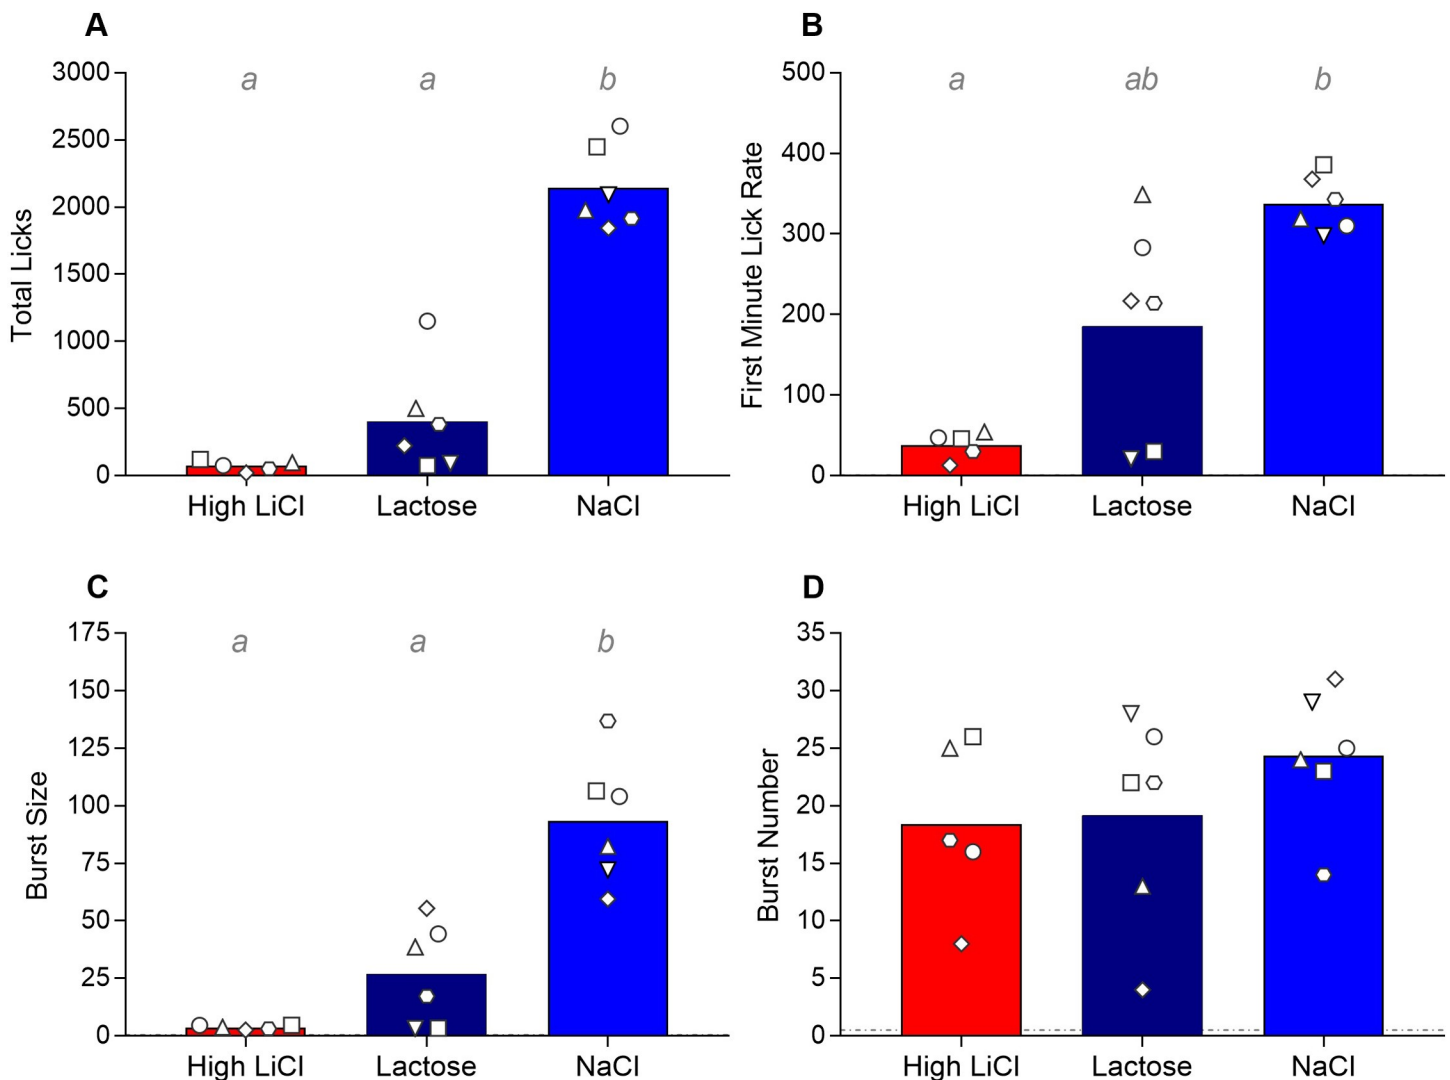 A
Total Licks
3000
2500
2000
1500
1000
500
0
a a b
High LiCl Lactose NaCl
B
First Minute Lick Rate
500
400
300
200
100
0
a ab b
High LiCl Lactose NaCl
C
Burst Size
175
150
125
100
75
50
25
0
a a b
High LiCl Lactose NaCl
D
Burst Number
35
30
25
20
15
10
5
0
High LiCl Lactose NaCl